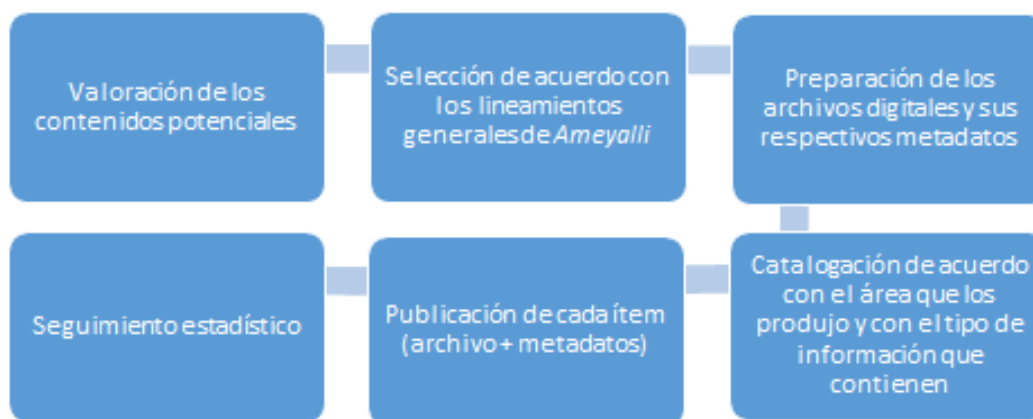 Valoración de los
contenidos potenciales
Selección de acuerdo con
los lineamientos
generales de Ameyalli
Preparación de los
archivos digitales y sus
respectivos metadatos
Catalogación de acuerdo
con el área que los
produjo y con el tipo de
información que
contienen
Publicación de cada ítem
(archivo + metadatos)
Seguimiento estadístico